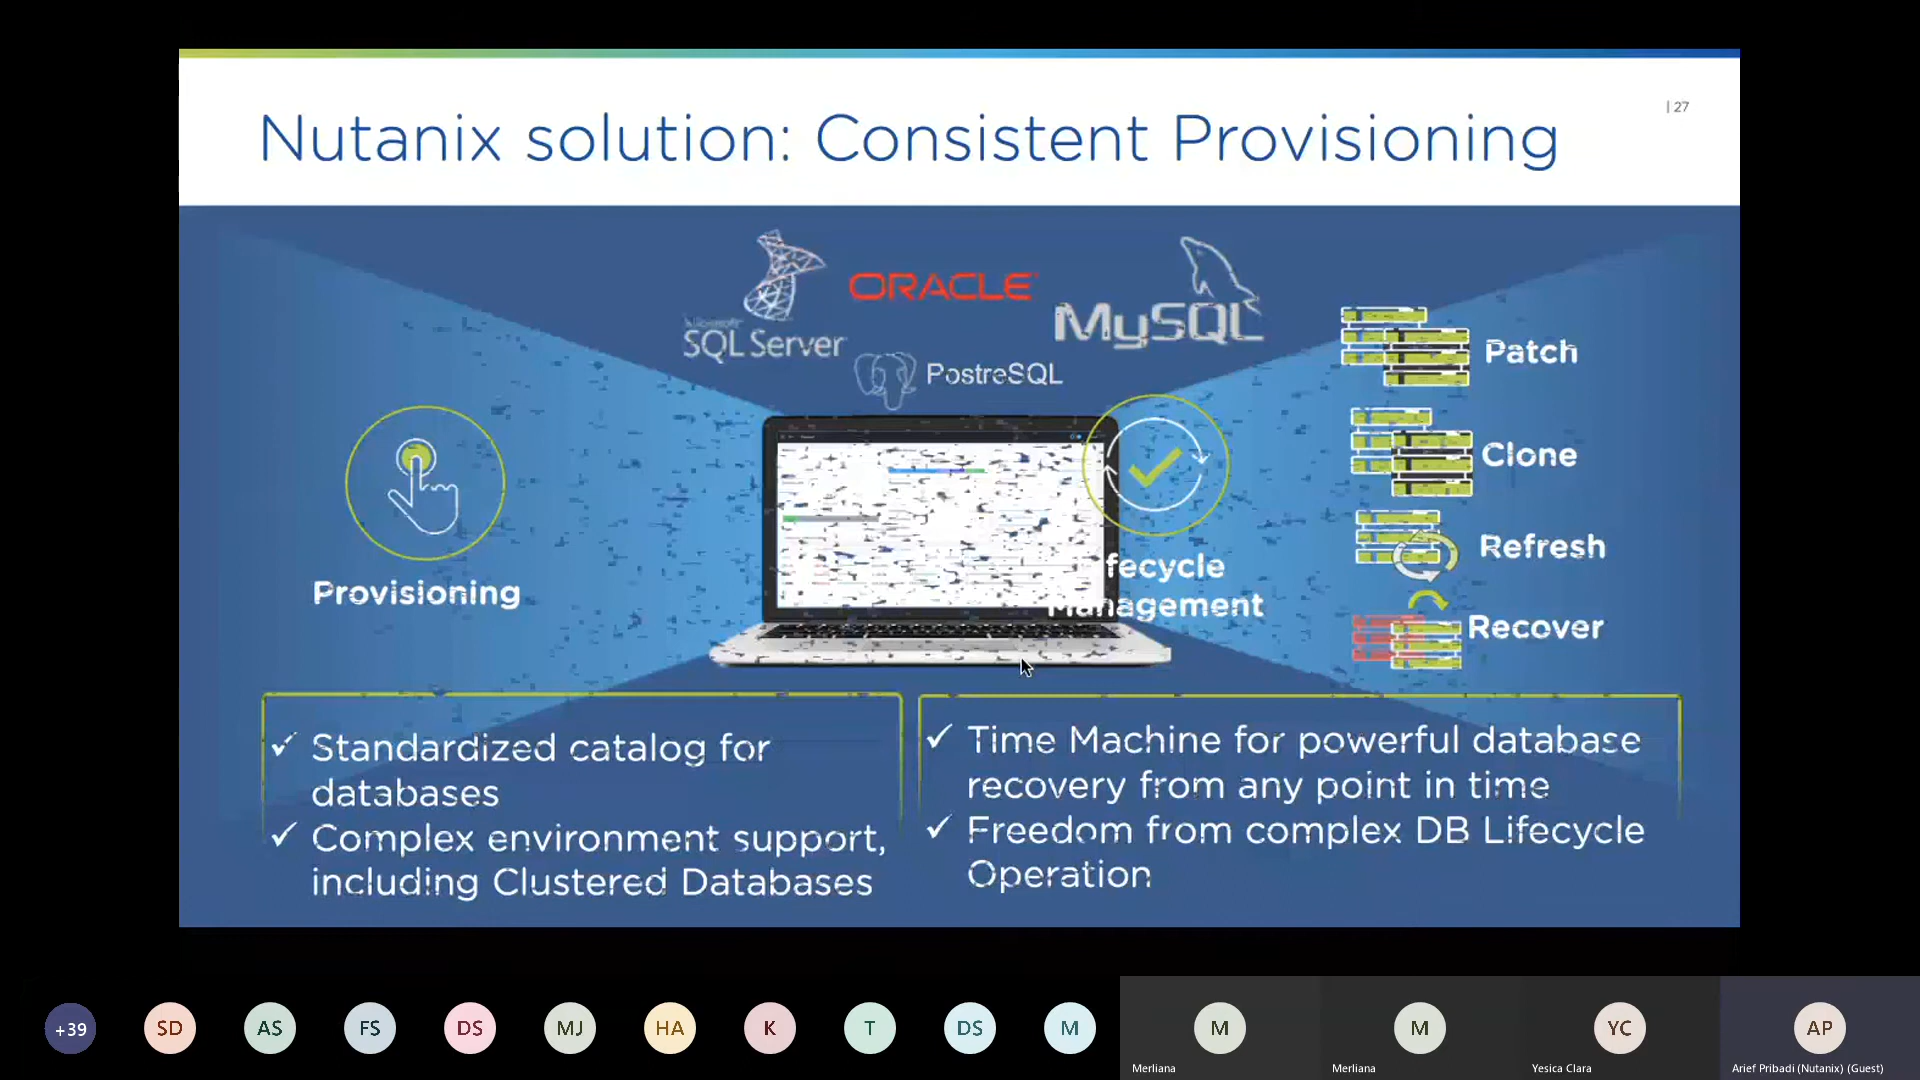 Nutanix solution: Consistent Provisioning
| 27
Microsoft
SQL Server
ORACLE
MySQL
PostreSQL
Provisioning
fecycle
Management
Patch
Clone
Refresh
Recover
✓ Standardized catalog for
databases
✓ Complex environment support,
including Clustered Databases
✓ Time Machine for powerful database
recovery from any point in time
✓ Freedom from complex DB Lifecycle
Operation
+39
SD
AS
FS
DS
MJ
HA
K
T
DS
M
M
Merliana
M
Merliana
YC
Yesica Clara
AP
Arief Pribadi (Nutanix) (Guest)